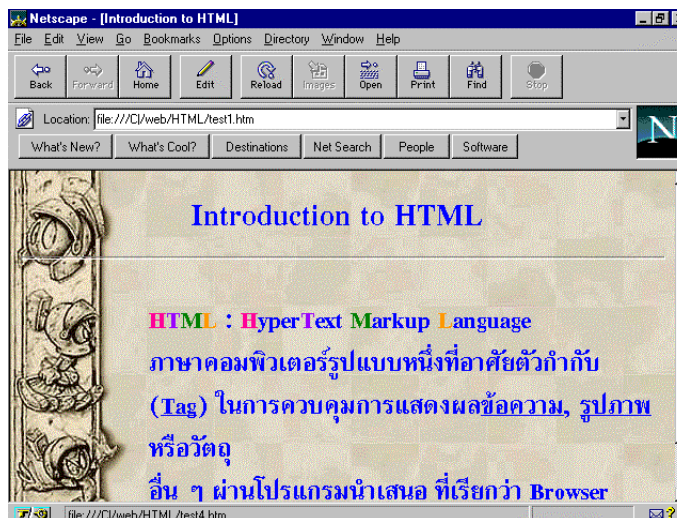 Netscape - [Introduction to HTML]
File Edit View Go Bookmarks Options Directory Window Help
Back Forward Home Edit Reload Images Open Print Find Stop
Location: file:///C|/web/HTML/test1.htm
N
What's New? What's Cool? Destinations Net Search People Software
Introduction to HTML
HTML : HyperText Markup Language
ภาษาคอมพิวเตอร์รูปแบบหนึ่งที่อาศัยตัวกำกับ
(Tag) ในการควบคุมการแสดงผลข้อความ, รูปภาพ
หรือวัตถุ
อื่น ๆ ผ่านโปรแกรมนำเสนอ ที่เรียกว่า Browser
file:///C|/web/HTML/test4.htm